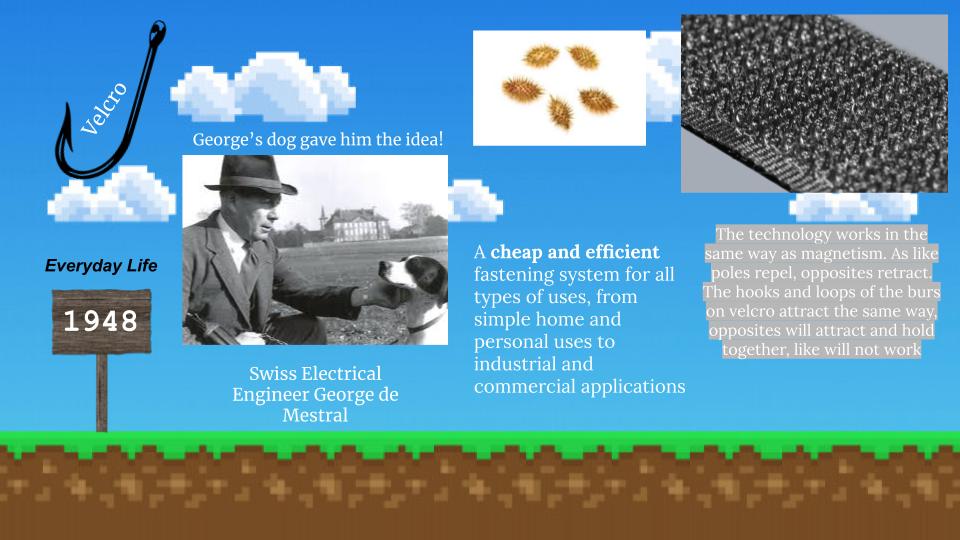 Velcro
George's dog gave him the idea!
Everyday Life
1948
Swiss Electrical
Engineer George de
Mestral
A cheap and efficient
fastening system for all
types of uses, from
simple home and
personal uses to
industrial and
commercial applications
The technology works in the
same way as magnetism. As like
poles repel, opposites retract.
The hooks and loops of the burs
on velcro attract the same way,
opposites will attract and hold
together, like will not work